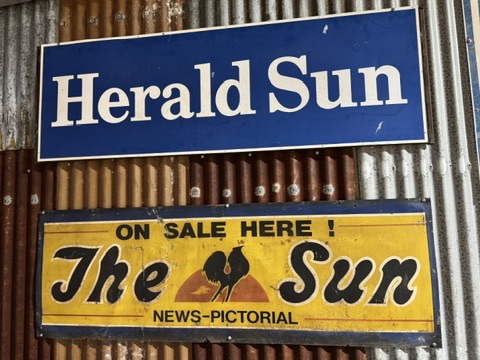 Herald Sun
ON SALE HERE !
The Sun
NEWS-PICTORIAL